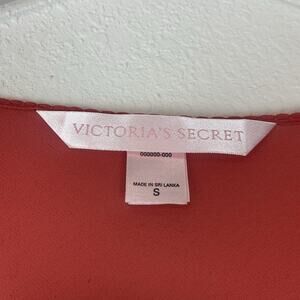 VICTORIA'S SECRET
000000-000
MADE IN SRI LANKA
S